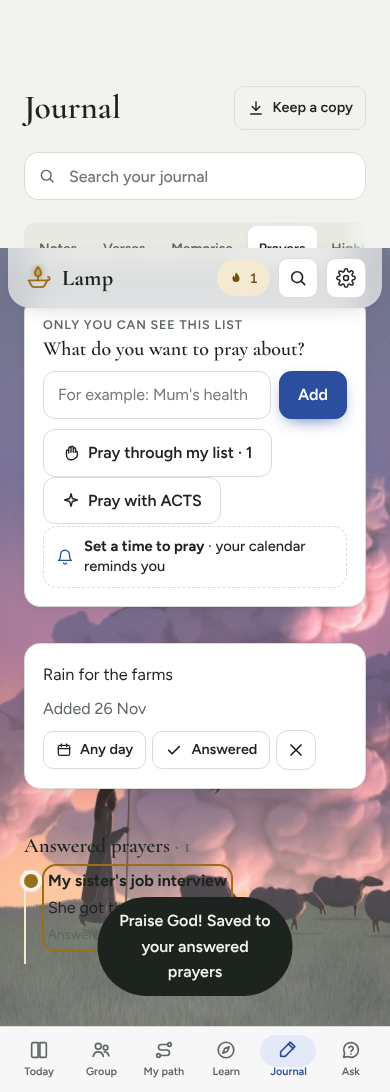 Journal
Keep a copy
Search your journal
Notes Verses Memorise Prayers
Lamp
1
ONLY YOU CAN SEE THIS LIST
What do you want to pray about?
For example: Mum's health
Add
Pray through my list · 1
Pray with ACTS
Set a time to pray · your calendar
reminds you
Rain for the farms
Added 26 Nov
Any day
Answered
Answered prayers · 1
My sister's job interview
She got
Praise God! Saved to
your answered
prayers
Today
Group
My path
Learn
Journal
Ask